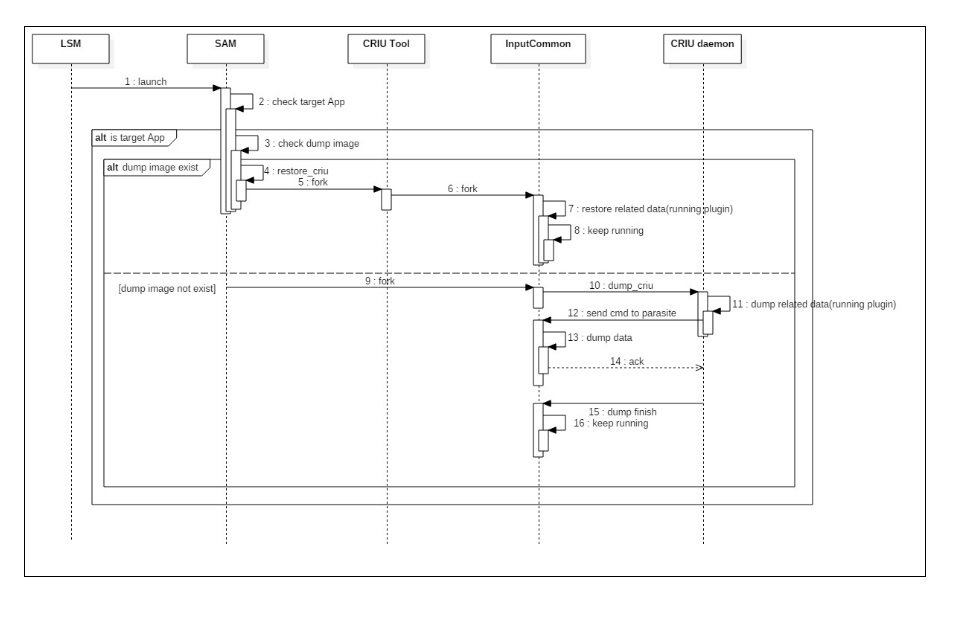 LSM
SAM
CRIU Tool
InputCommon
CRIU daemon
1 : launch
2 : check target App
alt is target App
3 : check dump image
alt dump image exist
4 : restore_criu
5 : fork
6 : fork
7 : restore related data(running plugin)
8 : keep running
[dump image not exist]
9 : fork
10 : dump_criu
11 : dump related data(running plugin)
12 : send cmd to parasite
13 : dump data
14 : ack
15 : dump finish
16 : keep running